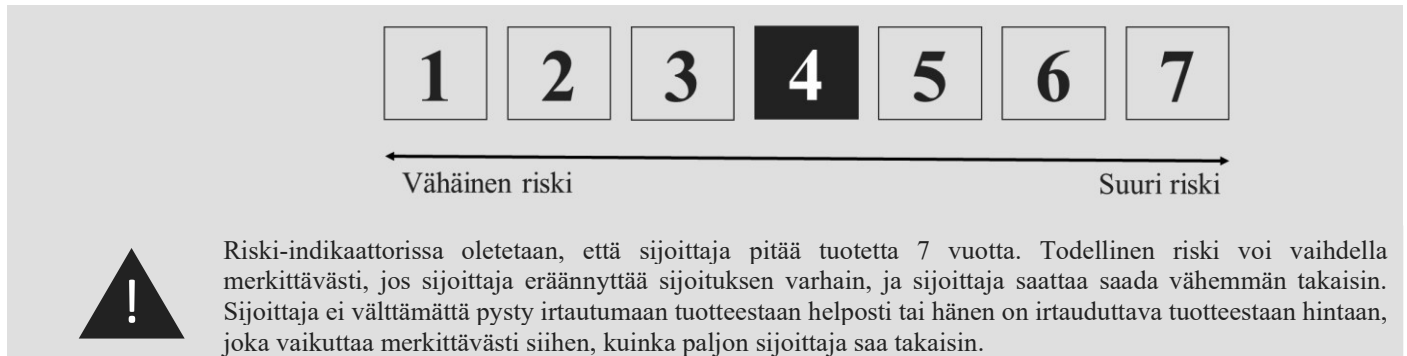 1 2 3 4 5 6 7
Vähäinen riski Suuri riski
!
Riski-indikaattorissa oletetaan, että sijoittaja pitää tuotetta 7 vuotta. Todellinen riski voi vaihdella
merkittävästi, jos sijoittaja eräännyttää sijoituksen varhain, ja sijoittaja saattaa saada vähemmän takaisin.
Sijoittaja ei välttämättä pysty irtautumaan tuotteestaan helposti tai hänen on irtauduttava tuotteestaan hintaan,
joka vaikuttaa merkittävästi siihen, kuinka paljon sijoittaja saa takaisin.